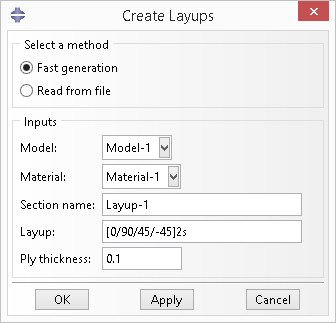 Create Layups
Select a method
Fast generation
Read from file
Inputs
Model: Model-1
Material: Material-1
Section name: Layup-1
Layup: [0/90/45/-45]2s
Ply thickness: 0.1
OK Apply Cancel